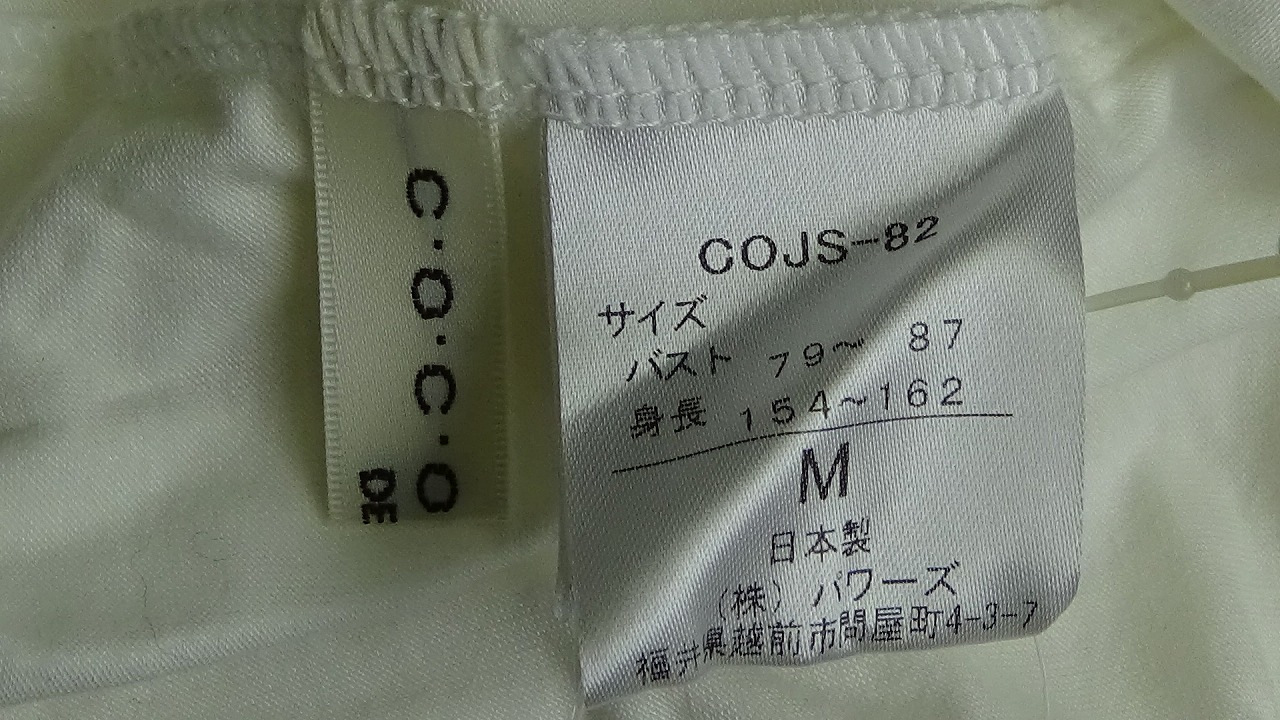 C・O・C・O
DE
COJS-82
サイズ
バスト 79〜 87
身長 154〜162
M
日本製
(株) パワーズ
福井県越前市問屋町4-3-7